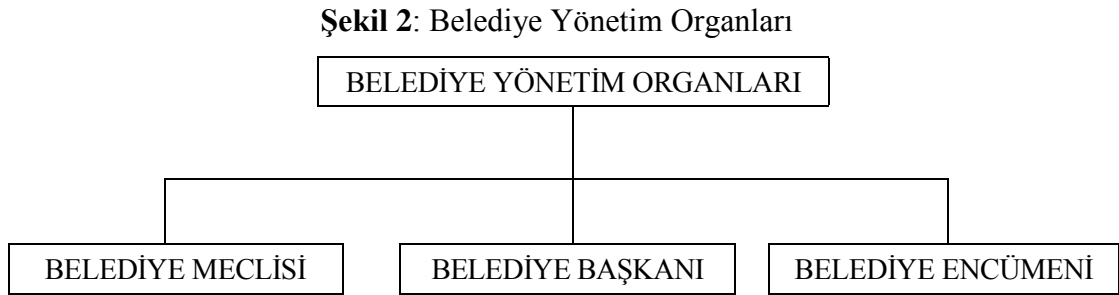 Şekil 2: Belediye Yönetim Organları
BELEDİYE YÖNETİM ORGANLARI
BELEDİYE MECLİSİ
BELEDİYE BAŞKANI
BELEDİYE ENCÜMENİ